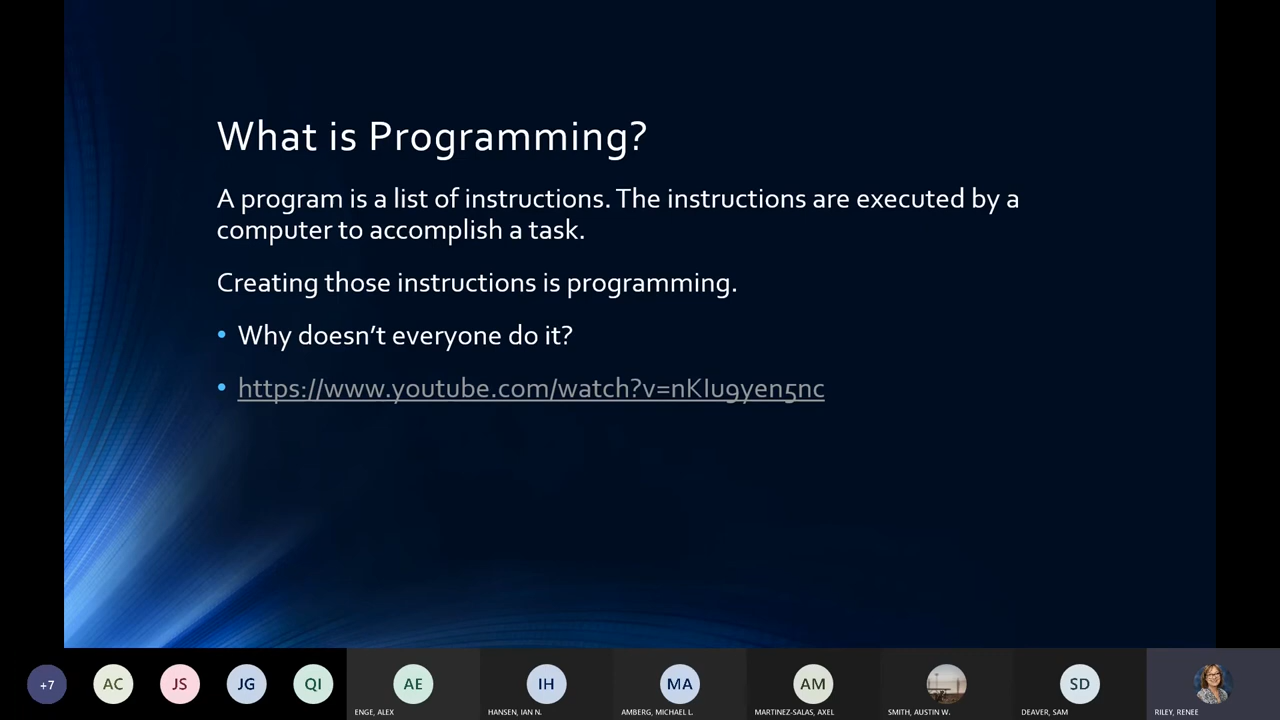 What is Programming?
A program is a list of instructions. The instructions are executed by a
computer to accomplish a task.
Creating those instructions is programming.
• Why doesn't everyone do it?
• https://www.youtube.com/watch?v=nKIu9yen5nc
+7
AC
JS
JG
QI
AE
IH
MA
AM
SD
ENGE, ALEX
HANSEN, IAN N.
AMBERG, MICHAEL L.
MARTINEZ-SALAS, AXEL
SMITH, AUSTIN W.
DEAVER, SAM
RILEY, RENEE